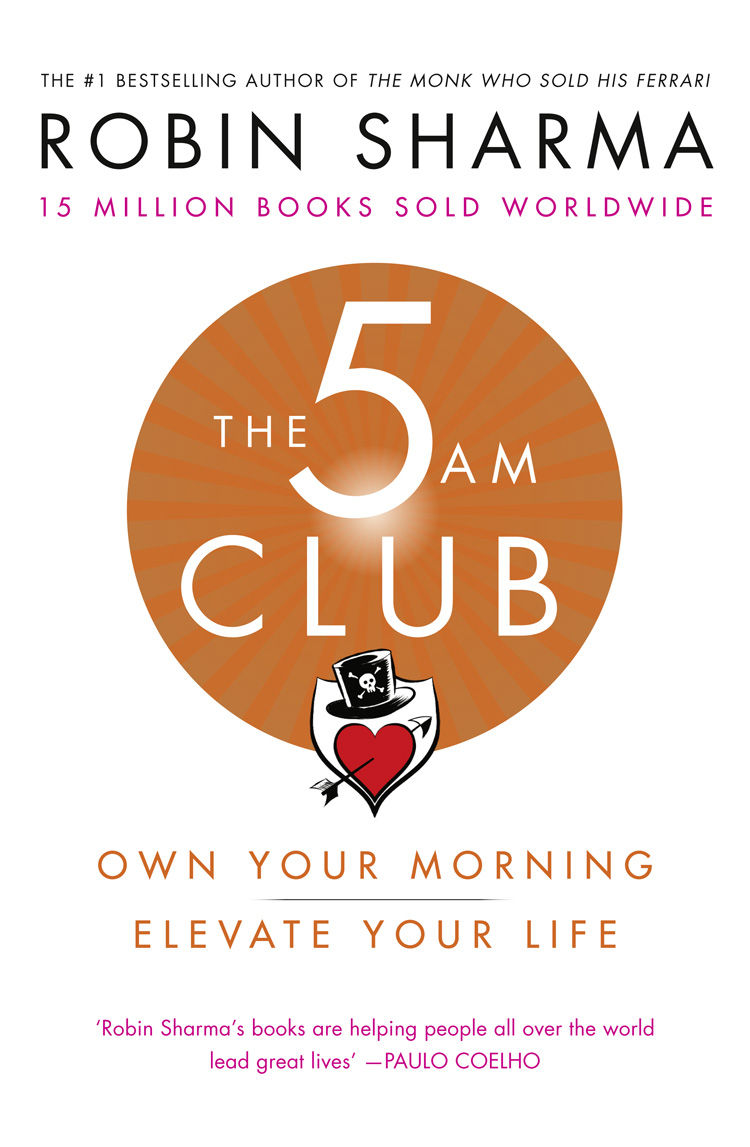 THE #1 BESTSELLING AUTHOR OF THE MONK WHO SOLD HIS FERRARI
ROBIN SHARMA
15 MILLION BOOKS SOLD WORLDWIDE
THE 5 AM
CLUB
OWN YOUR MORNING
ELEVATE YOUR LIFE
‘Robin Sharma’s books are helping people all over the world
lead great lives’ —PAULO COELHO